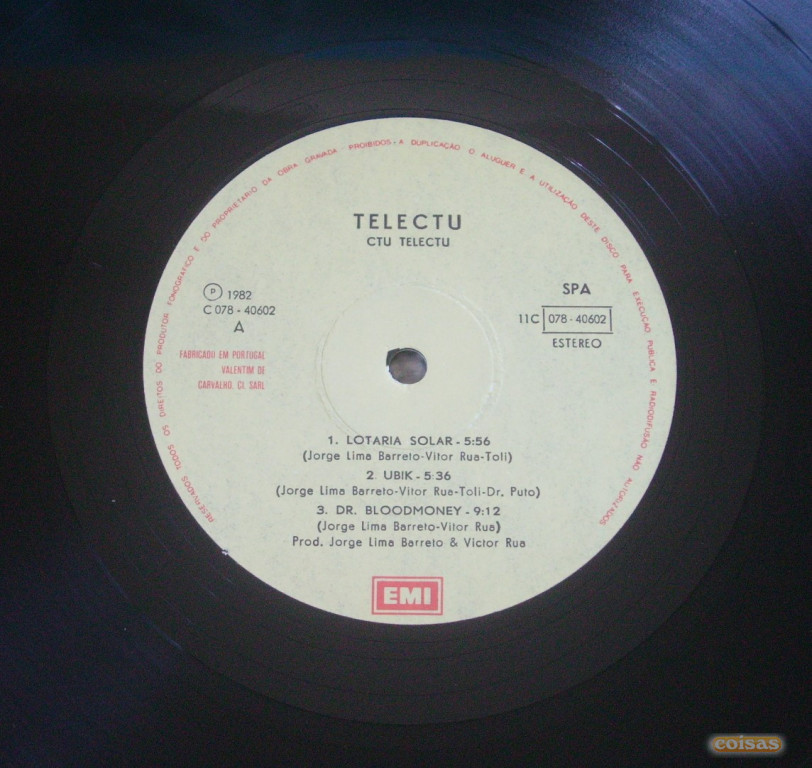 RESERVADOS TODOS OS DIREITOS DO PRODUTOR FONOGRAFICO E DO PROPRIETARIO DA OBRA GRAVADA · PROIBIDOS · A DUPLICAÇÃO O ALUGUER E A UTILIZAÇÃO DESTE DISCO PARA EXECUÇÃO PUBLICA E RADIODIFUSÃO NÃO AUTORIZADOS
TELECTU
CTU TELECTU
Ⓟ 1982
C 078 - 40602
A
SPA
11C 078 - 40602
ESTEREO
FABRICADO EM PORTUGAL
VALENTIM DE
CARVALHO, CI, SARL
1. LOTARIA SOLAR - 5:56
(Jorge Lima Barreto-Vitor Rua-Toli)
2. UBIK - 5:36
(Jorge Lima Barreto-Vitor Rua-Toli-Dr. Puto)
3. DR. BLOODMONEY - 9:12
(Jorge Lima Barreto-Vitor Rua)
Prod. Jorge Lima Barreto & Victor Rua
EMI
coisas